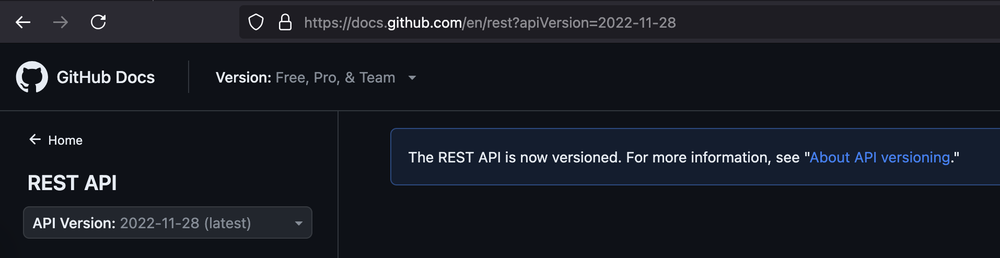 https://docs.github.com/en/rest?apiVersion=2022-11-28
GitHub Docs
Version: Free, Pro, & Team
Home
REST API
API Version: 2022-11-28 (latest)
The REST API is now versioned. For more information, see "About API versioning."